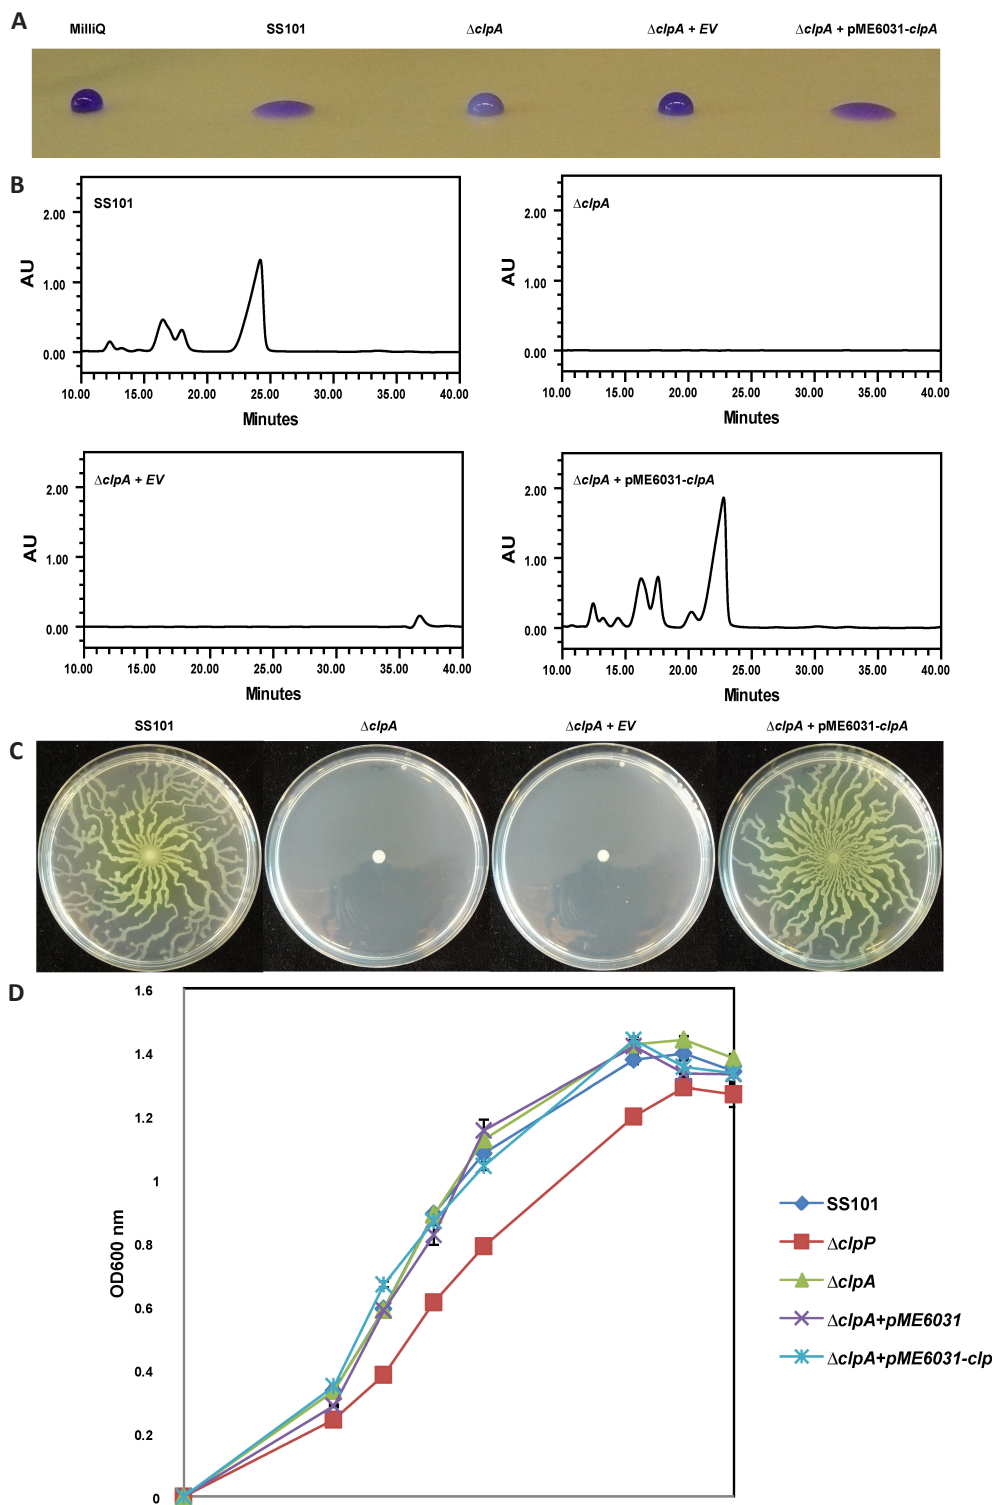 A
MilliQ SS101 ΔclpA ΔclpA + EV ΔclpA + pME6031-clpA
B
SS101
AU
2.00
1.00
0.00
10.00 15.00 20.00 25.00 30.00 35.00 40.00
Minutes
ΔclpA
AU
2.00
1.00
0.00
10.00 15.00 20.00 25.00 30.00 35.00 40.00
Minutes
ΔclpA + EV
AU
2.00
1.00
0.00
10.00 15.00 20.00 25.00 30.00 35.00 40.00
Minutes
ΔclpA + pME6031-clpA
AU
2.00
1.00
0.00
10.00 15.00 20.00 25.00 30.00 35.00 40.00
Minutes
C
SS101 ΔclpA ΔclpA + EV ΔclpA + pME6031-clpA
D
OD600 nm
1.6
1.4
1.2
1
0.8
0.6
0.4
0.2
0
SS101
ΔclpP
ΔclpA
ΔclpA+pME6031
ΔclpA+pME6031-clp